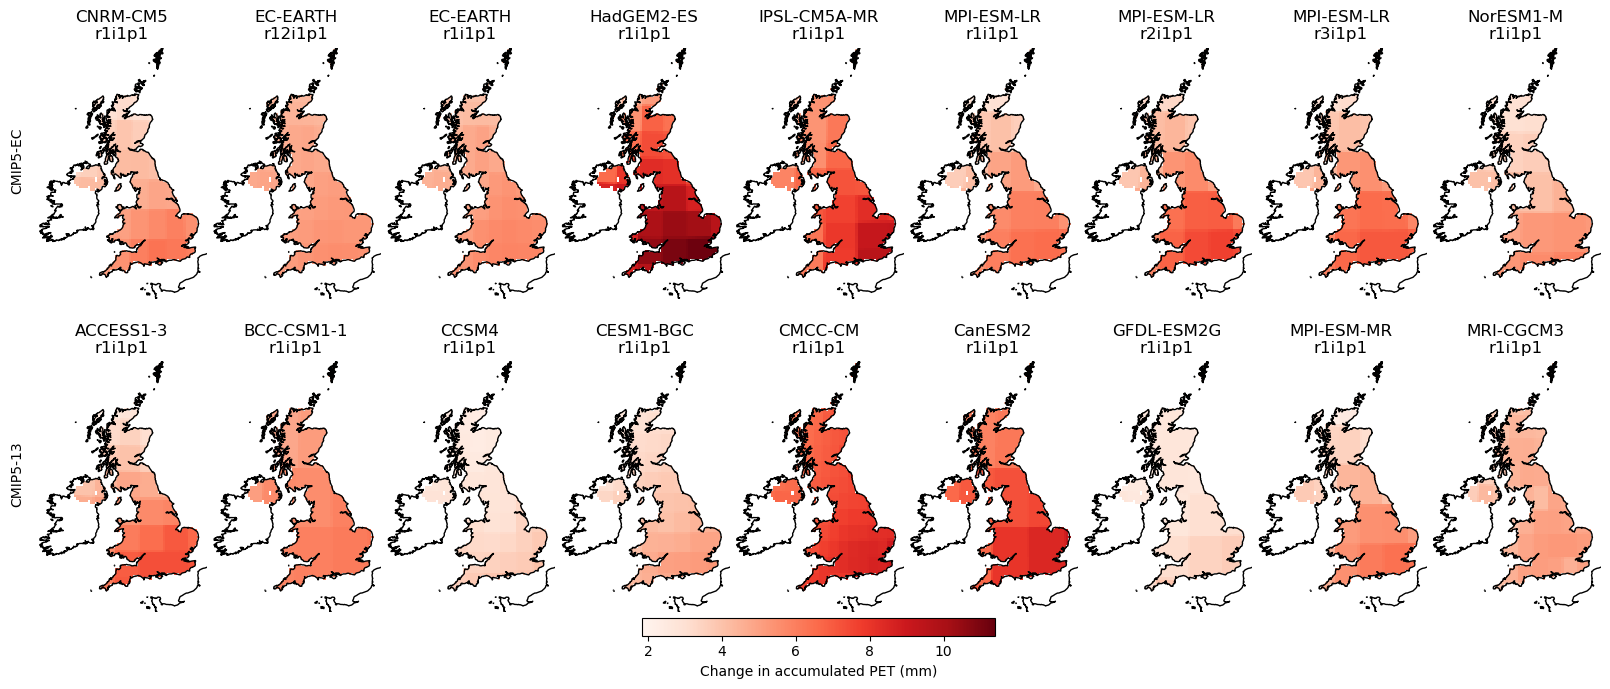 CNRM-CM5
r1i1p1
EC-EARTH
r12i1p1
EC-EARTH
r1i1p1
HadGEM2-ES
r1i1p1
IPSL-CM5A-MR
r1i1p1
MPI-ESM-LR
r1i1p1
MPI-ESM-LR
r2i1p1
MPI-ESM-LR
r3i1p1
NorESM1-M
r1i1p1
CMIP5-EC
ACCESS1-3
r1i1p1
BCC-CSM1-1
r1i1p1
CCSM4
r1i1p1
CESM1-BGC
r1i1p1
CMCC-CM
r1i1p1
CanESM2
r1i1p1
GFDL-ESM2G
r1i1p1
MPI-ESM-MR
r1i1p1
MRI-CGCM3
r1i1p1
CMIP5-13
2 4 6 8 10
Change in accumulated PET (mm)